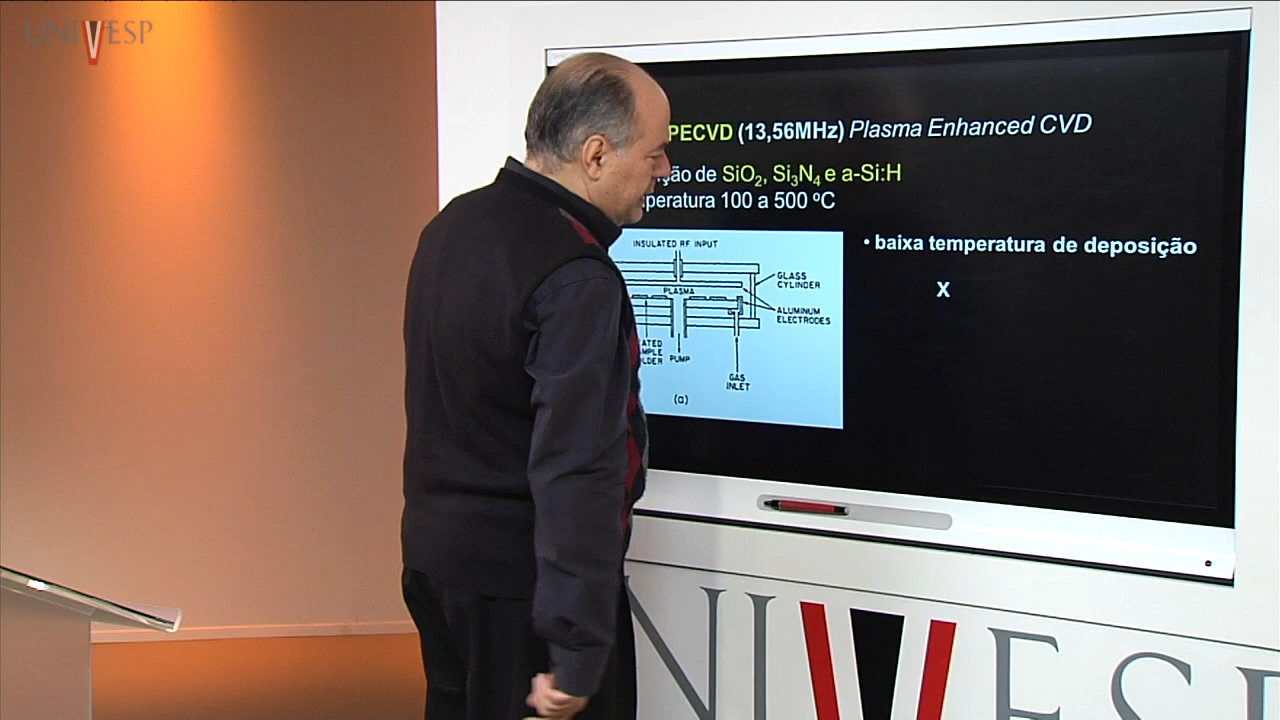 UNIVESP
PECVD (13,56MHz) Plasma Enhanced CVD
ção de SiO₂, Si₃N₄ e a-Si:H
peratura 100 a 500 ºC
• baixa temperatura de deposição
X
INSULATED RF INPUT
GLASS
CYLINDER
PLASMA
ALUMINUM
ELECTRODES
ATED
MPLE
LDER
PUMP
GAS
INLET
(a)
UNIVESP